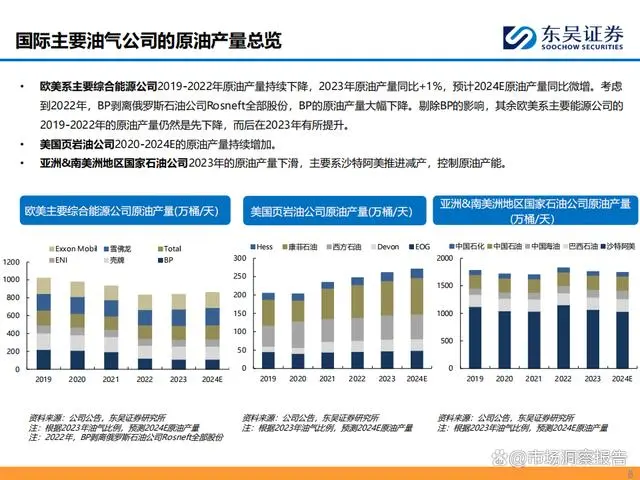 国际主要油气公司的原油产量总览
东吴证券
SOOCHOW SECURITIES
欧美系主要综合能源公司2019-2022年原油产量持续下降，2023年原油产量同比+1%，预计2024E原油产量同比微增。考虑
到2022年，BP剥离俄罗斯石油公司Rosneft全部股份，BP的原油产量大幅下降。剔除BP的影响，其余欧美系主要能源公司的
2019-2022年的原油产量仍然是先下降，而后在2023年有所提升。
美国页岩油公司2020-2024E的原油产量持续增加。
亚洲&南美洲地区国家石油公司2023年的原油产量下滑，主要系沙特阿美推进减产，控制原油产能。
欧美主要综合能源公司原油产量(万桶/天)
Exxon Mobil 雪佛龙 Total
ENI 壳牌 BP
1200
1000
800
600
400
200
0
2019 2020 2021 2022 2023 2024E
资料来源：公司公告，东吴证券研究所
注：根据2023年油气比例，预测2024E原油产量
注：2022年，BP剥离俄罗斯石油公司Rosneft全部股份
美国页岩油公司原油产量(万桶/天)
Hess 康菲石油 西方石油 Devon EOG
300
250
200
150
100
50
0
2019 2020 2021 2022 2023 2024E
资料来源：公司公告，东吴证券研究所
注：根据2023年油气比例，预测2024E原油产量
亚洲&南美洲地区国家石油公司原油产量
(万桶/天)
中国石化 中国石油 中国海油 巴西石油 沙特阿美
2000
1500
1000
500
0
2019 2020 2021 2022 2023 2024E
资料来源：公司公告，东吴证券研究所
注：根据2023年油气比例，预测2024E原油产量
市场洞察报告
8